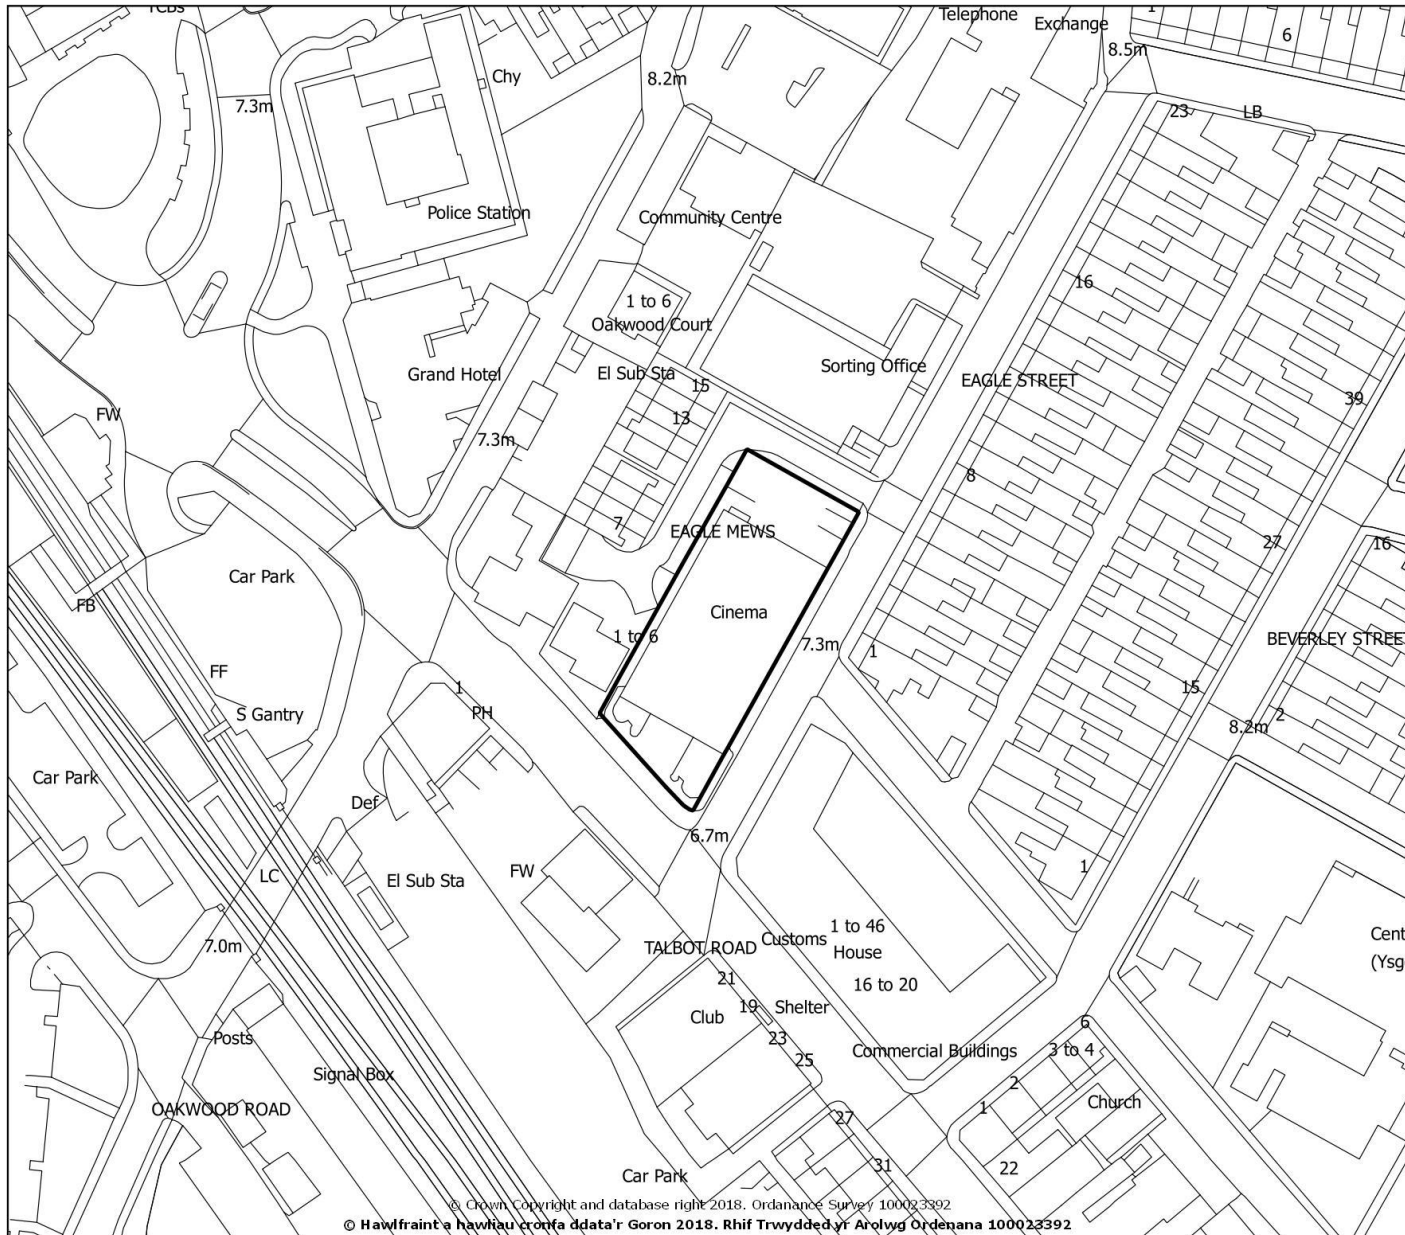 TCBs
Telephone
Exchange
6
8.5m
8.2m
Chy
7.3m
23
LB
Police Station
Community Centre
16
1 to 6
Oakwood Court
El Sub Sta
15
Sorting Office
EAGLE STREET
Grand Hotel
39
FW
13
7.3m
8
7
EAGLE MEWS
27
16
Car Park
FB
Cinema
1 to 6
7.3m
1
BEVERLEY STREET
FF
1
15
S Gantry
PH
2
8.2m
Car Park
Def
6.7m
1
LC
El Sub Sta
FW
1 to 46
7.0m
TALBOT ROAD
Customs
House
Cent
(Ysg
21
16 to 20
19
Shelter
Club
23
6
Posts
25
Commercial Buildings
3 to 4
Signal Box
2
OAKWOOD ROAD
1
Church
27
31
22
Car Park
© Crown Copyright and database right 2018. Ordanance Survey 100023392
© Hawlfraint a hawliau cronfa ddata'r Goron 2018. Rhif Trwydded yr Arolwg Ordenana 100023392